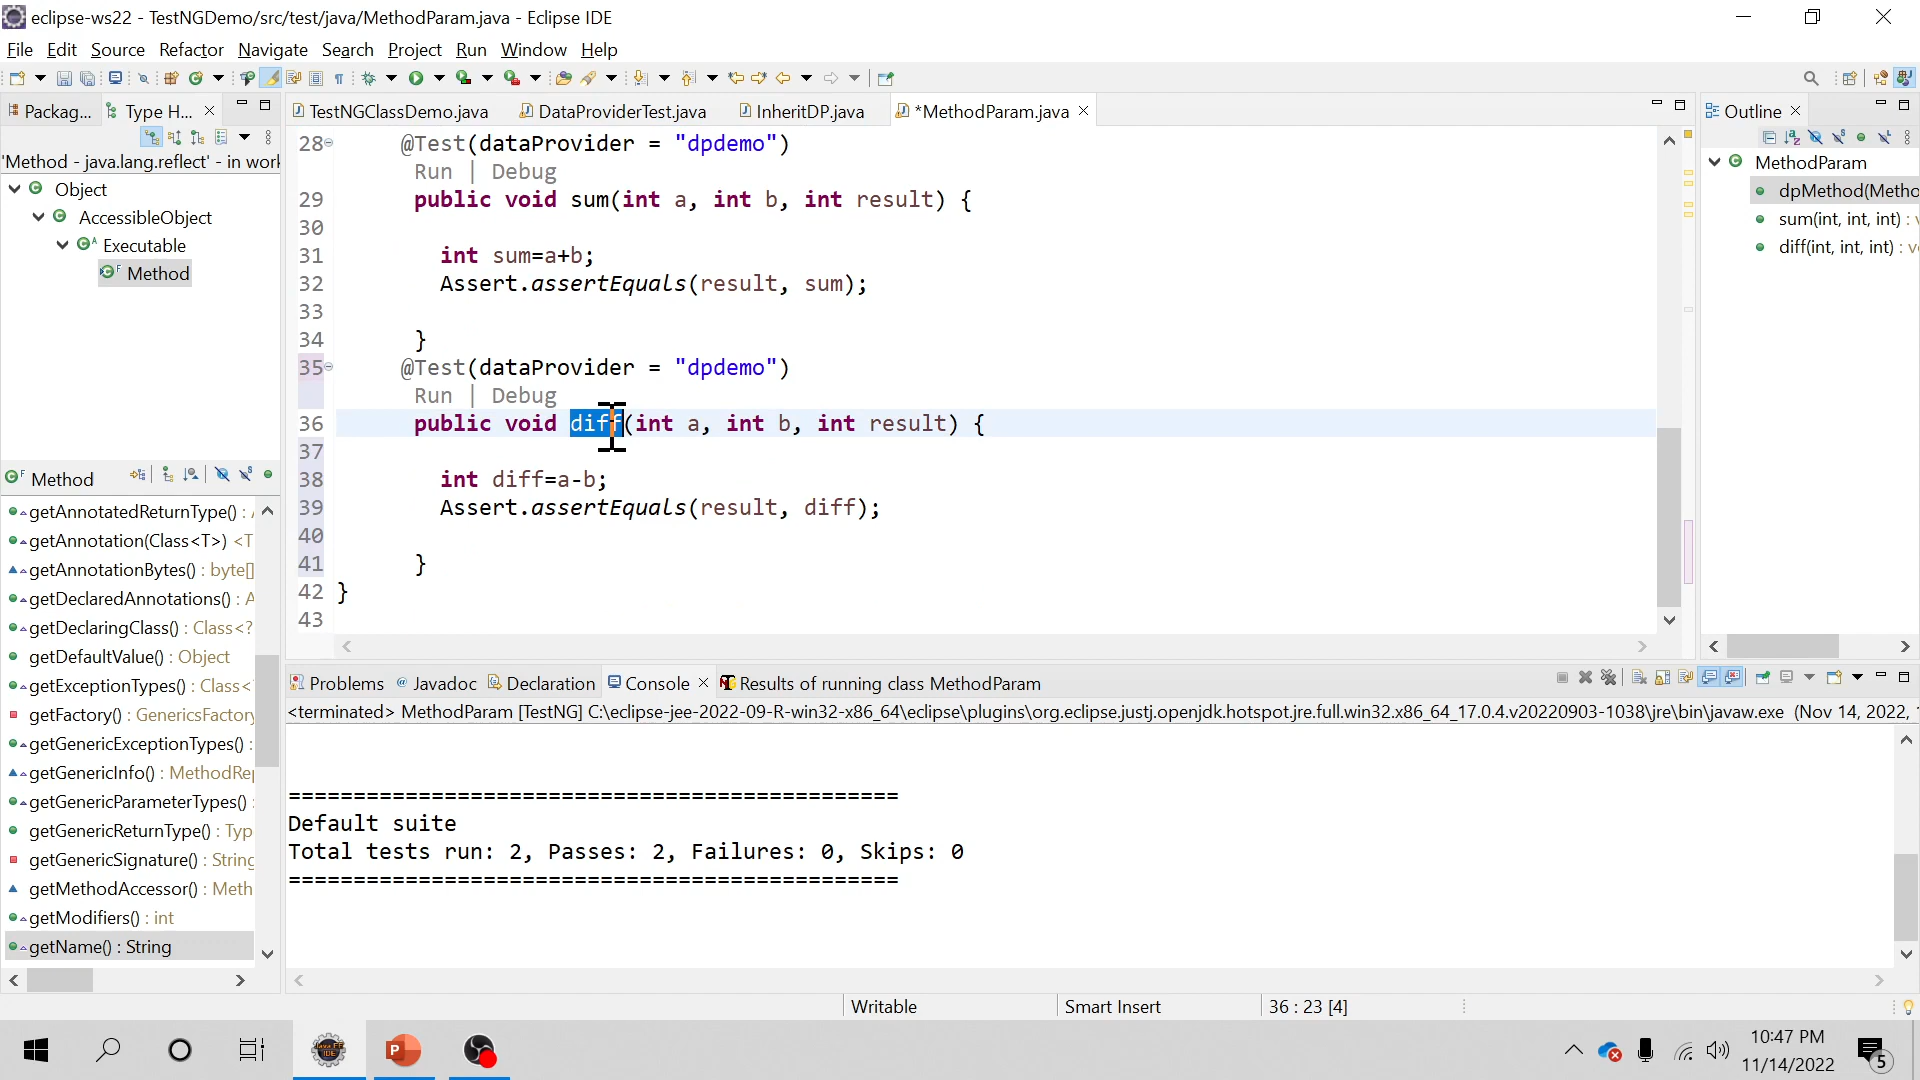 eclipse-ws22 - TestNGDemo/src/test/java/MethodParam.java - Eclipse IDE
File Edit Source Refactor Navigate Search Project Run Window Help
Packag... Type H...
TestNGClassDemo.java DataProviderTest.java InheritDP.java *MethodParam.java
Outline
'Method - java.lang.reflect' - in work
Object
AccessibleObject
Executable
Method
28 @Test(dataProvider = "dpdemo")
Run | Debug
29 public void sum(int a, int b, int result) {
30
31 int sum=a+b;
32 Assert.assertEquals(result, sum);
33
34 }
35 @Test(dataProvider = "dpdemo")
Run | Debug
36 public void diff(int a, int b, int result) {
37
38 int diff=a-b;
39 Assert.assertEquals(result, diff);
40
41 }
42 }
43
MethodParam
dpMethod(Metho
sum(int, int, int) : v
diff(int, int, int) : v
Method
getAnnotatedReturnType() : A
getAnnotation(Class<T>) <T
getAnnotationBytes() : byte[]
getDeclaredAnnotations() : A
getDeclaringClass() : Class<?
getDefaultValue() : Object
getExceptionTypes() : Class<
getFactory() : GenericsFactory
getGenericExceptionTypes() :
getGenericInfo() : MethodRep
getGenericParameterTypes() :
getGenericReturnType() : Typ
getGenericSignature() : String
getMethodAccessor() : Meth
getModifiers() : int
getName() : String
Problems @ Javadoc Declaration Console Results of running class MethodParam
<terminated> MethodParam [TestNG] C:\eclipse-jee-2022-09-R-win32-x86_64\eclipse\plugins\org.eclipse.justj.openjdk.hotspot.jre.full.win32.x86_64_17.0.4.v20220903-1038\jre\bin\javaw.exe (Nov 14, 2022,
===============================================
Default suite
Total tests run: 2, Passes: 2, Failures: 0, Skips: 0
===============================================
Writable Smart Insert 36 : 23 [4]
10:47 PM
11/14/2022
5